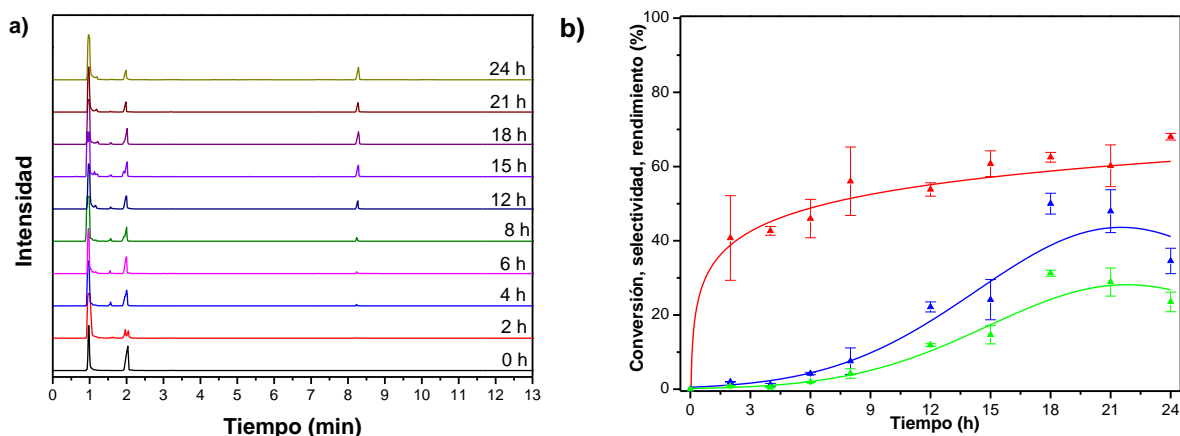 a)
Intensidad
24 h
21 h
18 h
15 h
12 h
8 h
6 h
4 h
2 h
0 h
0 1 2 3 4 5 6 7 8 9 10 11 12 13
Tiempo (min)
b)
Conversión, selectividad, rendimiento (%)
100
80
60
40
20
0
0 3 6 9 12 15 18 21 24
Tiempo (h)